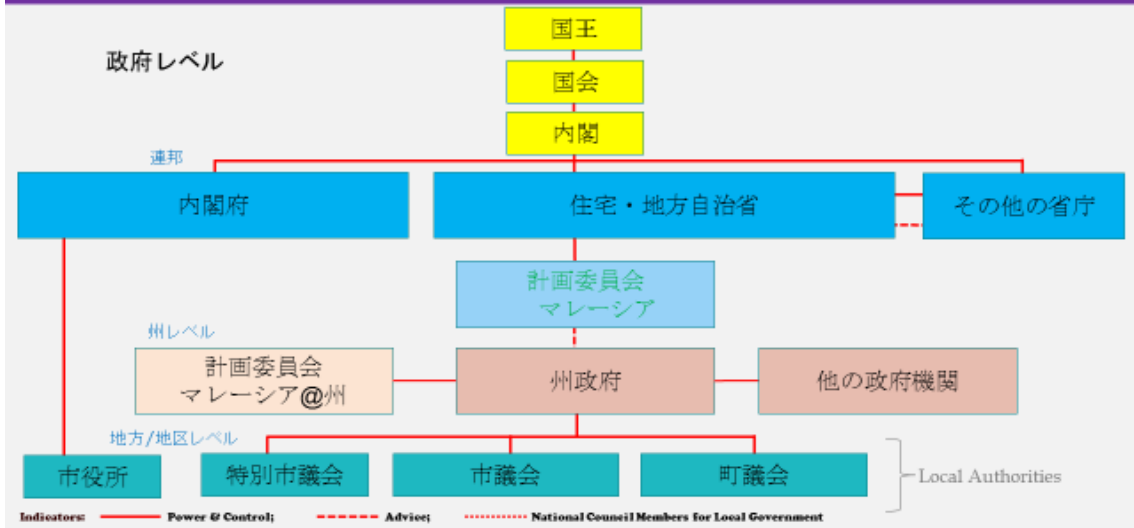 政府レベル
国王
国会
内閣
連邦
内閣府
住宅・地方自治省
その他の省庁
計画委員会
マレーシア
州レベル
計画委員会
マレーシア@州
州政府
他の政府機関
地方/地区レベル
市役所
特別市議会
市議会
町議会
Local Authorities
Indicators: Power & Control; Advice; National Council Members for Local Government